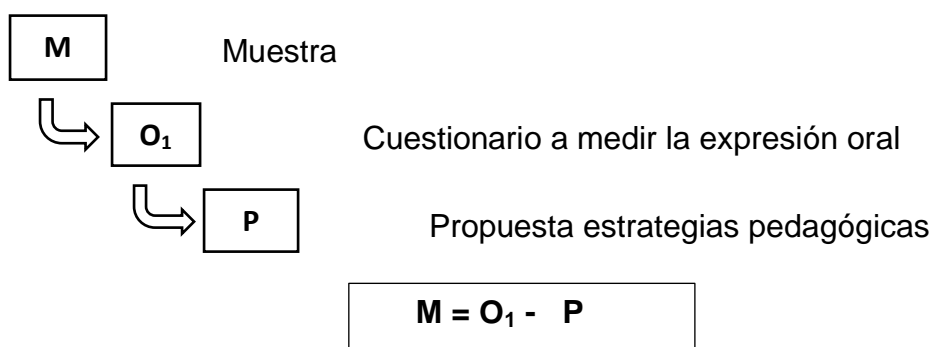 M Muestra
O₁ Cuestionario a medir la expresión oral
P Propuesta estrategias pedagógicas
M = O₁ - P